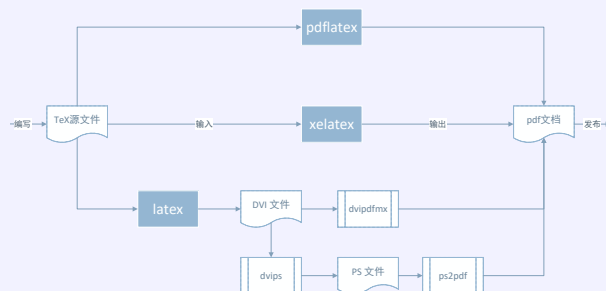 pdflatex
编写
TeX源文件
输入
xelatex
输出
pdf文档
发布
latex
DVI 文件
dvipdfmx
dvips
PS 文件
ps2pdf